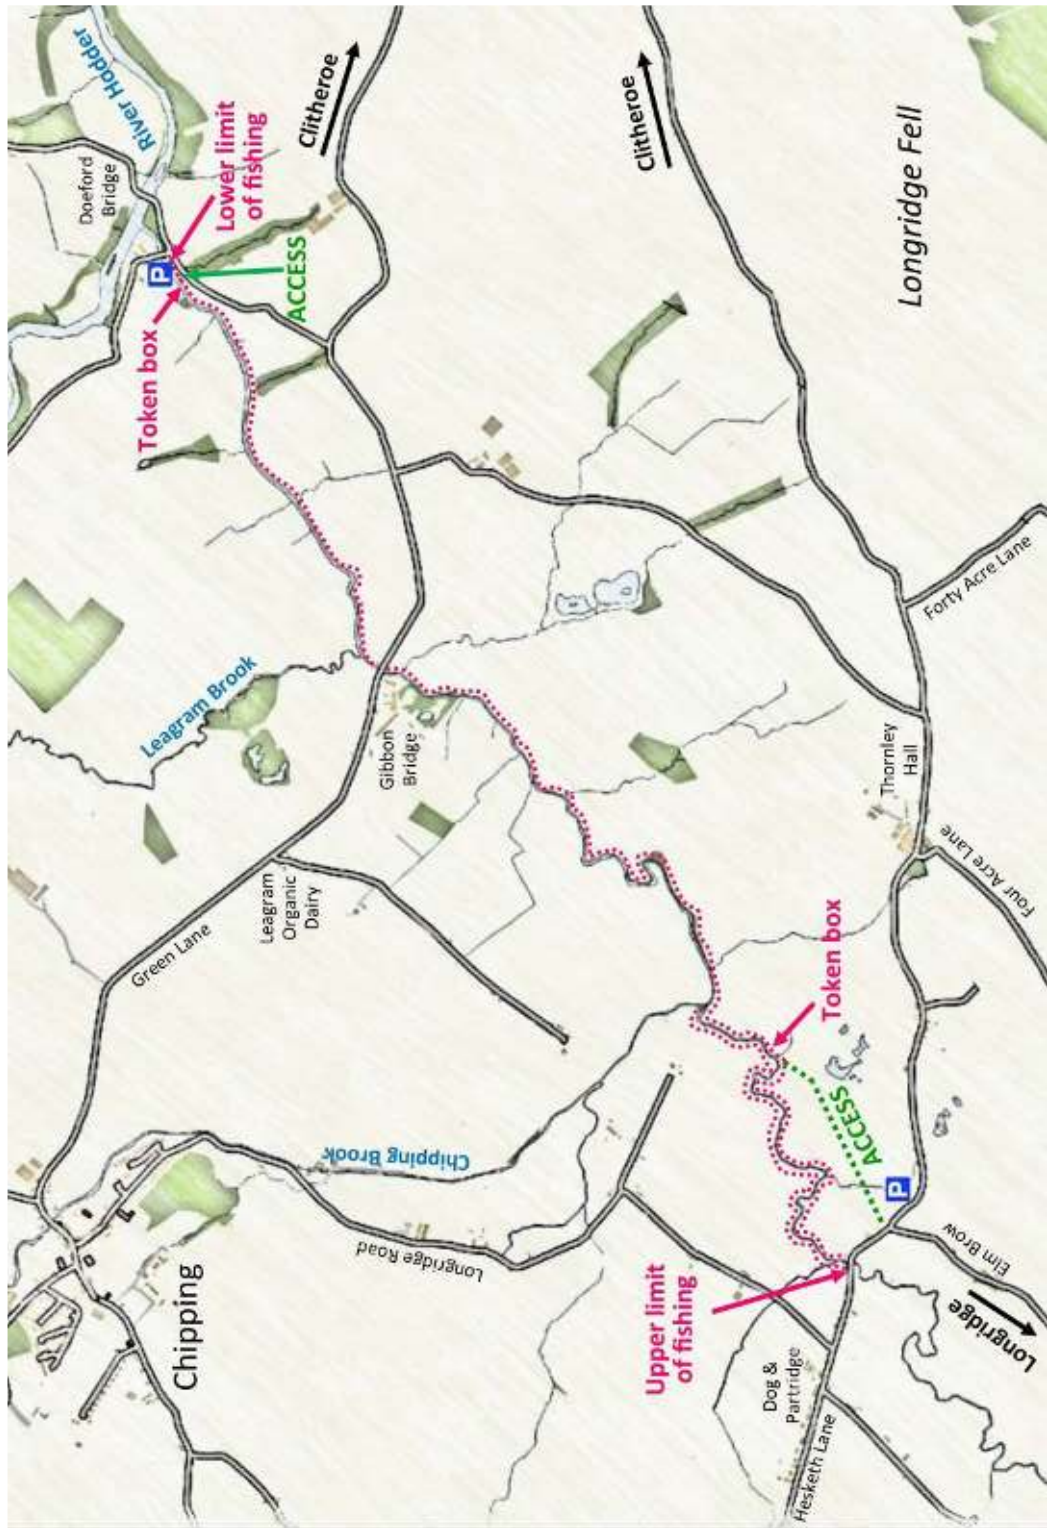 Chipping
Longridge Road
Chipping Brook
Green Lane
Leagram
Organic
Dairy
Leagram Brook
Gibbon
Bridge
Token box
P
Doeford
Bridge
River Hadder
Lower limit
of fishing
ACCESS
Clitheroe
Clitheroe
Longridge Fell
Upper limit
of fishing
Dog &
Partridge
Hesketh Lane
Longridge
Elm Brow
P
ACCESS
Token box
Thornley
Hall
Four Acre Lane
Forty Acre Lane